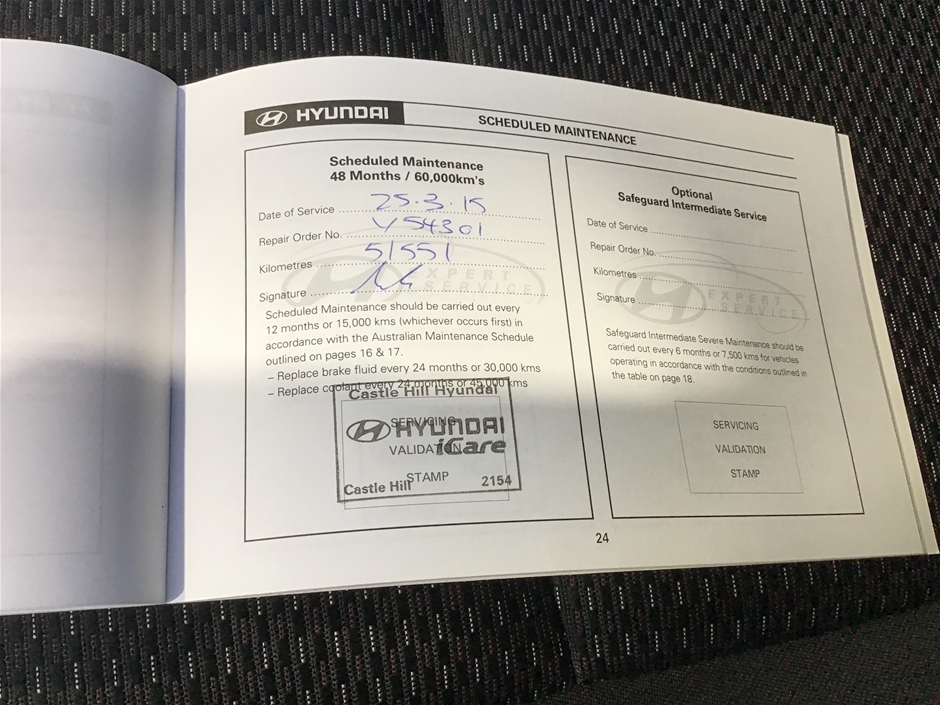 HYUNDAI
SCHEDULED MAINTENANCE
Scheduled Maintenance
48 Months / 60,000km's
Date of Service 25.3.15
Repair Order No. V54301
Kilometres 51551
Signature
EXPERT
SERVICE
Scheduled Maintenance should be carried out every
12 months or 15,000 kms (whichever occurs first) in
accordance with the Australian Maintenance Schedule
outlined on pages 16 & 17.
– Replace brake fluid every 24 months or 30,000 kms
– Replace coolant every 24 months or 45,000 kms
Castle Hill Hyundai
SERVICING
HYUNDAI
VALIDATION
iCare
STAMP
Castle Hill 2154
Optional
Safeguard Intermediate Service
Date of Service
Repair Order No.
Kilometres
Signature
EXPERT
SERVICE
Safeguard Intermediate Severe Maintenance should be
carried out every 6 months or 7,500 kms for vehicles
operating in accordance with the conditions outlined in
the table on page 18.
SERVICING
VALIDATION
STAMP
24